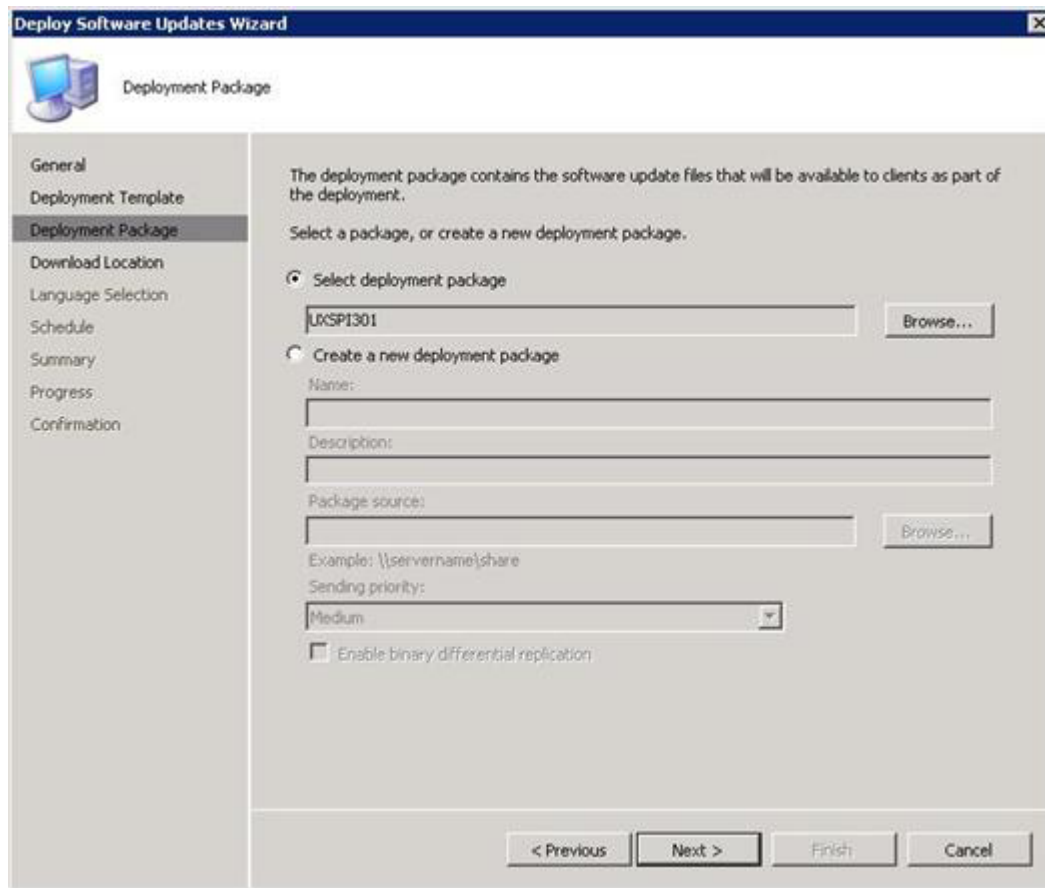 Deploy Software Updates Wizard
Deployment Package
General
Deployment Template
Deployment Package
Download Location
Language Selection
Schedule
Summary
Progress
Confirmation
The deployment package contains the software update files that will be available to clients as part of
the deployment.
Select a package, or create a new deployment package.
Select deployment package
UXSPI301
Browse...
Create a new deployment package
Name:
Description:
Package source:
Browse...
Example: \\servername\share
Sending priority:
Medium
Enable binary differential replication
< Previous
Next >
Finish
Cancel